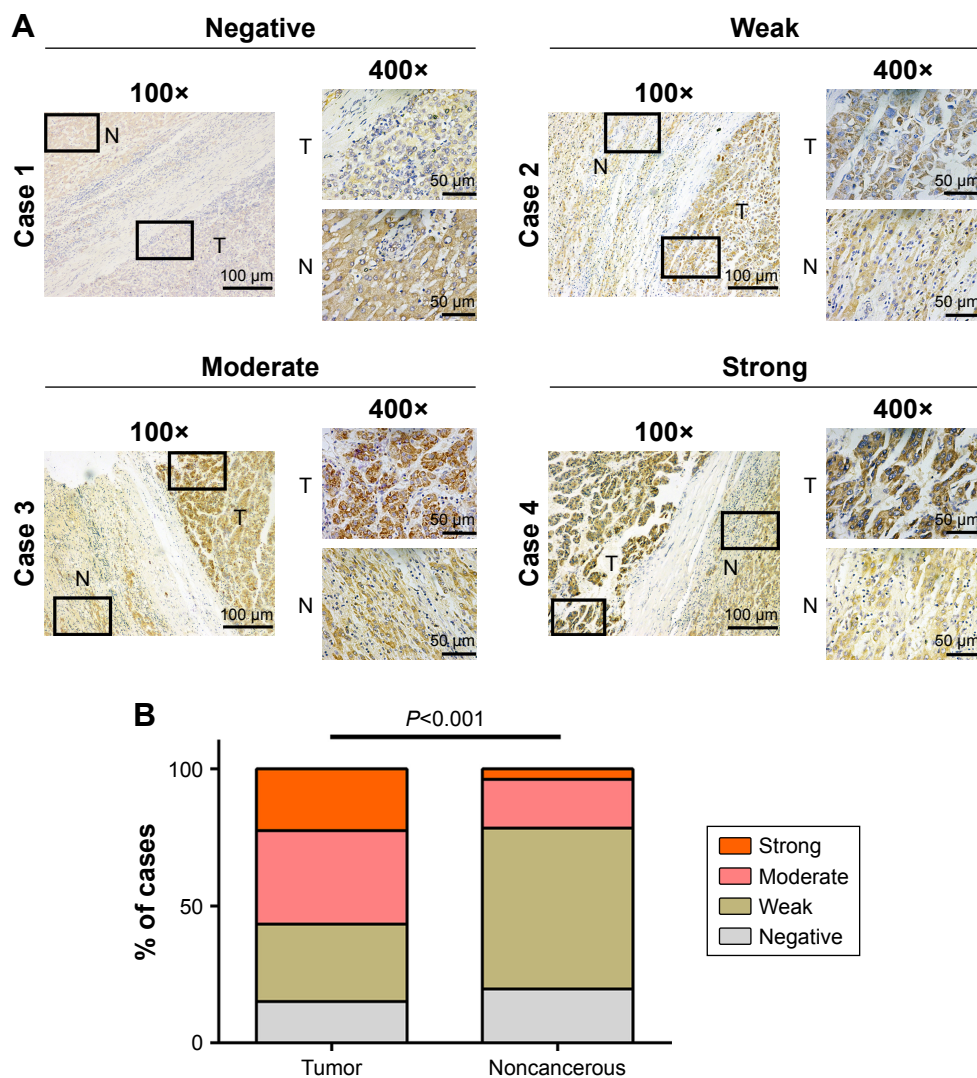 A
Negative
Weak
100×
400×
100×
400×
Case 1
N
T
100 µm
T
50 µm
N
50 µm
Case 2
N
T
100 µm
T
50 µm
N
50 µm
Moderate
Strong
100×
400×
100×
400×
Case 3
T
N
100 µm
T
50 µm
N
50 µm
Case 4
T
N
100 µm
T
50 µm
N
50 µm
B
P<0.001
% of cases
100
50
0
Tumor
Noncancerous
Strong
Moderate
Weak
Negative